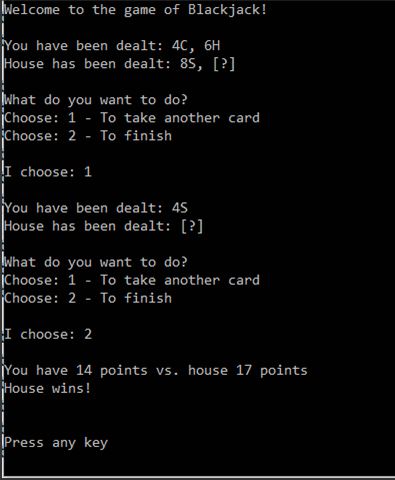 Welcome to the game of Blackjack!
You have been dealt: 4C, 6H
House has been dealt: 8S, [?]
What do you want to do?
Choose: 1 - To take another card
Choose: 2 - To finish
I choose: 1
You have been dealt: 4S
House has been dealt: [?]
What do you want to do?
Choose: 1 - To take another card
Choose: 2 - To finish
I choose: 2
You have 14 points vs. house 17 points
House wins!
Press any key